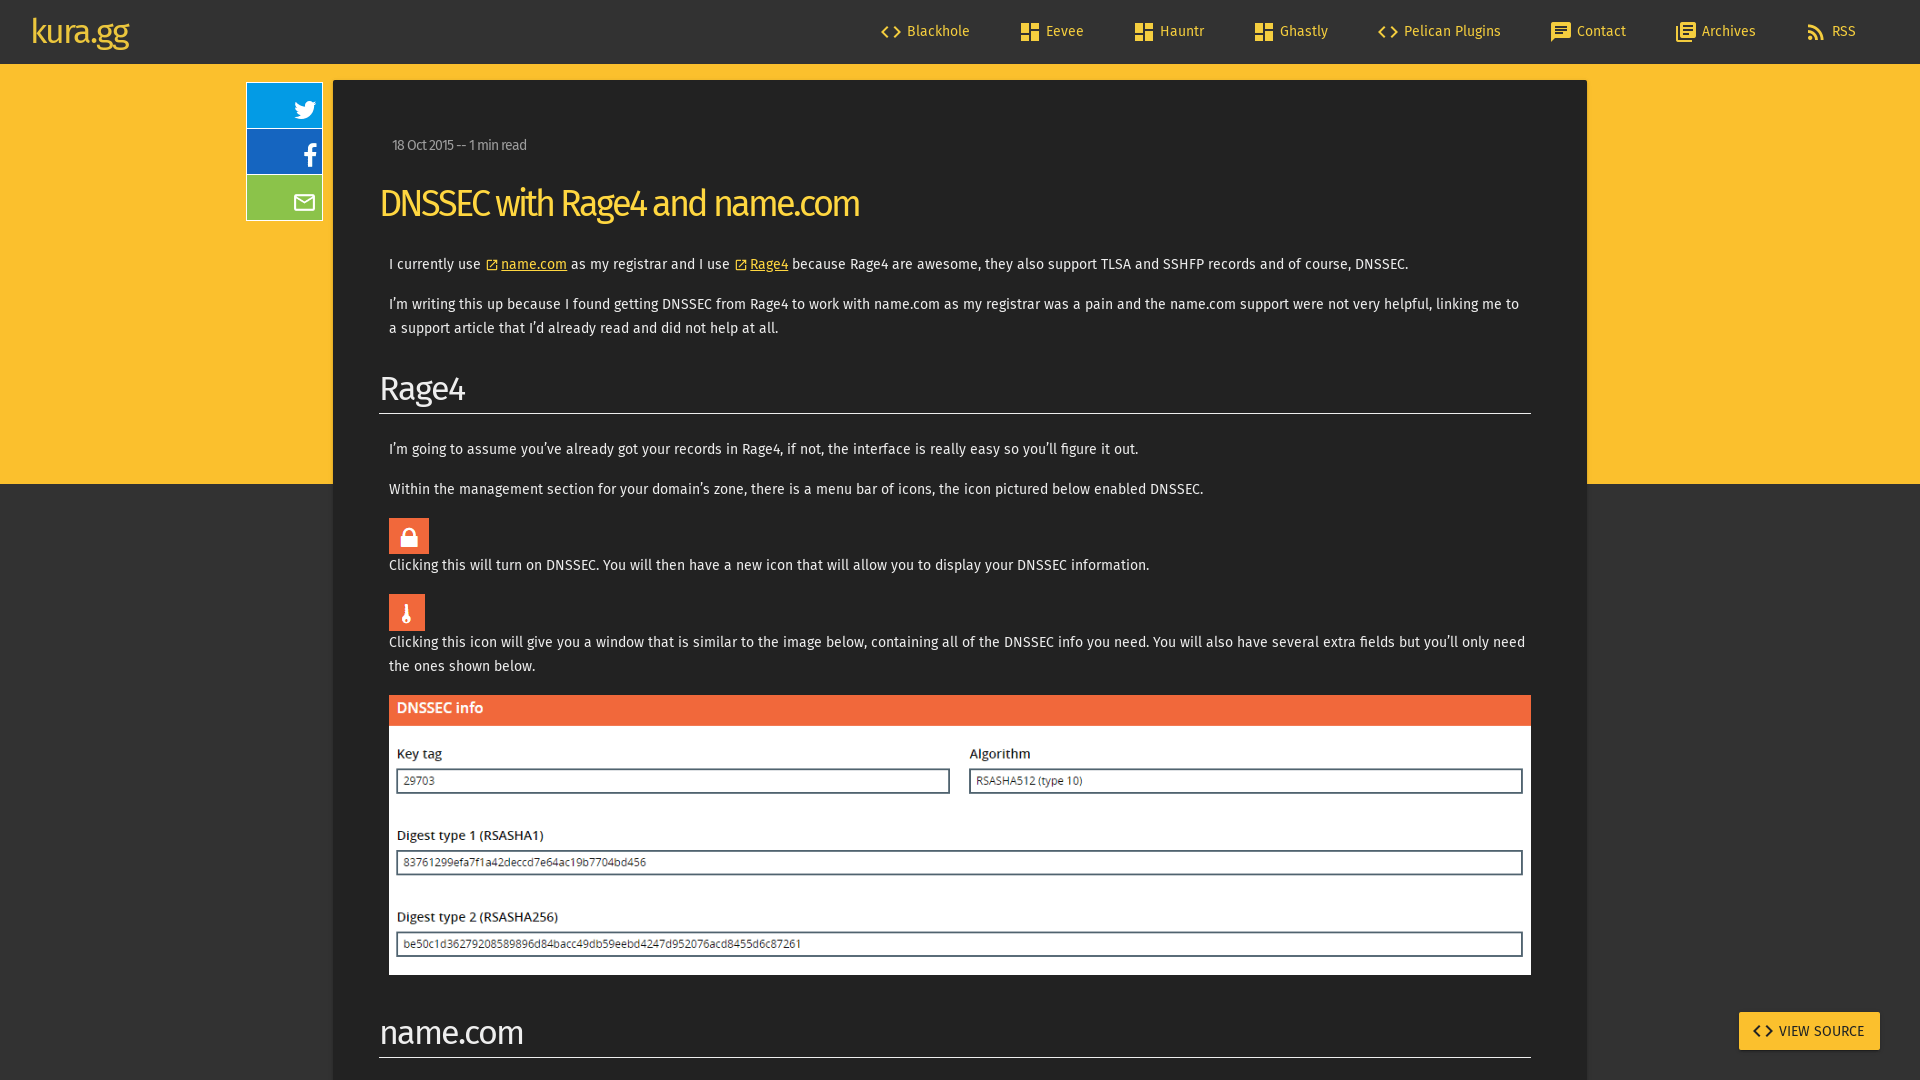 kura.gg
Blackhole
Eevee
Hauntr
Ghastly
Pelican Plugins
Contact
Archives
RSS
18 Oct 2015 -- 1 min read
DNSSEC with Rage4 and name.com
I currently use name.com as my registrar and I use Rage4 because Rage4 are awesome, they also support TLSA and SSHFP records and of course, DNSSEC.
I’m writing this up because I found getting DNSSEC from Rage4 to work with name.com as my registrar was a pain and the name.com support were not very helpful, linking me to
a support article that I’d already read and did not help at all.
Rage4
I’m going to assume you’ve already got your records in Rage4, if not, the interface is really easy so you’ll figure it out.
Within the management section for your domain’s zone, there is a menu bar of icons, the icon pictured below enabled DNSSEC.
Clicking this will turn on DNSSEC. You will then have a new icon that will allow you to display your DNSSEC information.
Clicking this icon will give you a window that is similar to the image below, containing all of the DNSSEC info you need. You will also have several extra fields but you’ll only need
the ones shown below.
DNSSEC info
Key tag
Algorithm
29703
RSASHA512 (type 10)
Digest type 1 (RSASHA1)
83761299efa7f1a42deccd7e64ac19b7704bd456
Digest type 2 (RSASHA256)
be50c1d36279208589896d84bacc49db59eebd4247d952076acd8455d6c87261
name.com
VIEW SOURCE